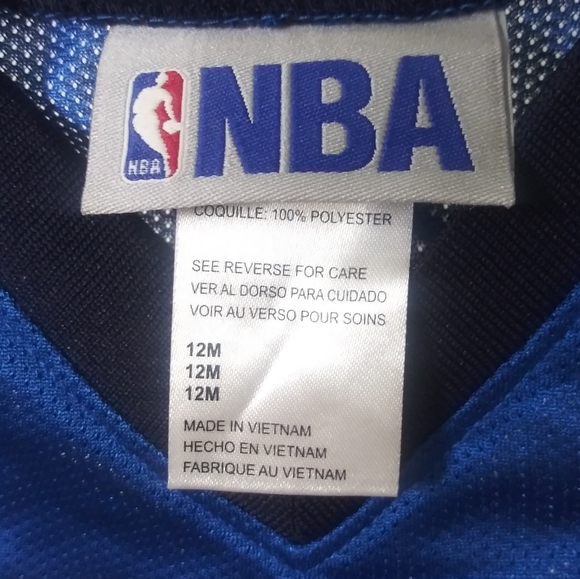 NBA
NBA
COQUILLE: 100% POLYESTER
SEE REVERSE FOR CARE
VER AL DORSO PARA CUIDADO
VOIR AU VERSO POUR SOINS
12M
12M
12M
MADE IN VIETNAM
HECHO EN VIETNAM
FABRIQUE AU VIETNAM